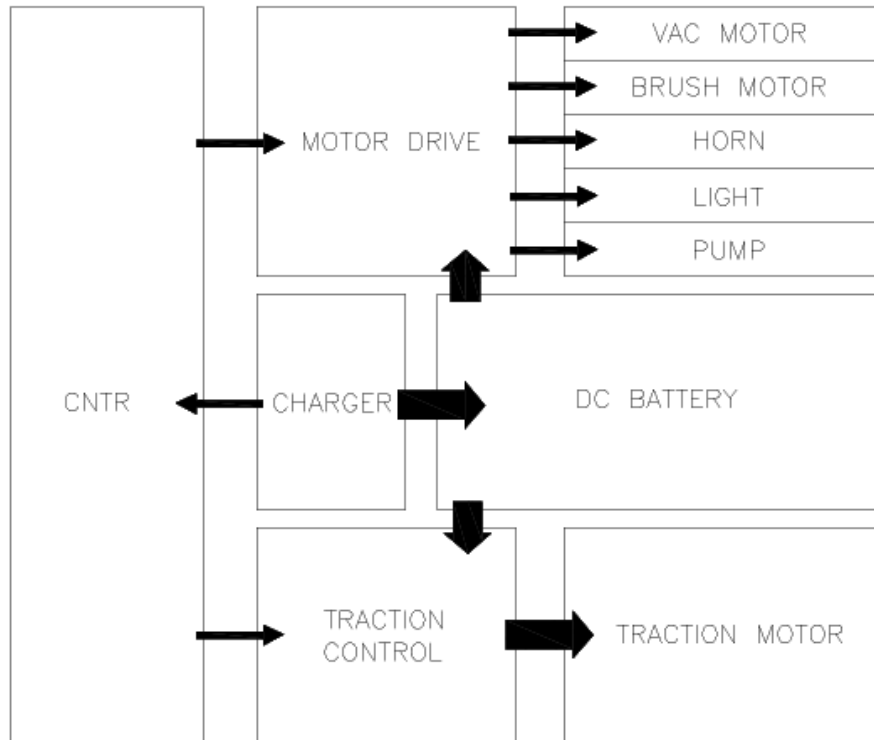 VAC MOTOR
BRUSH MOTOR
MOTOR DRIVE
HORN
LIGHT
PUMP
CNTR
CHARGER
DC BATTERY
TRACTION
CONTROL
TRACTION MOTOR